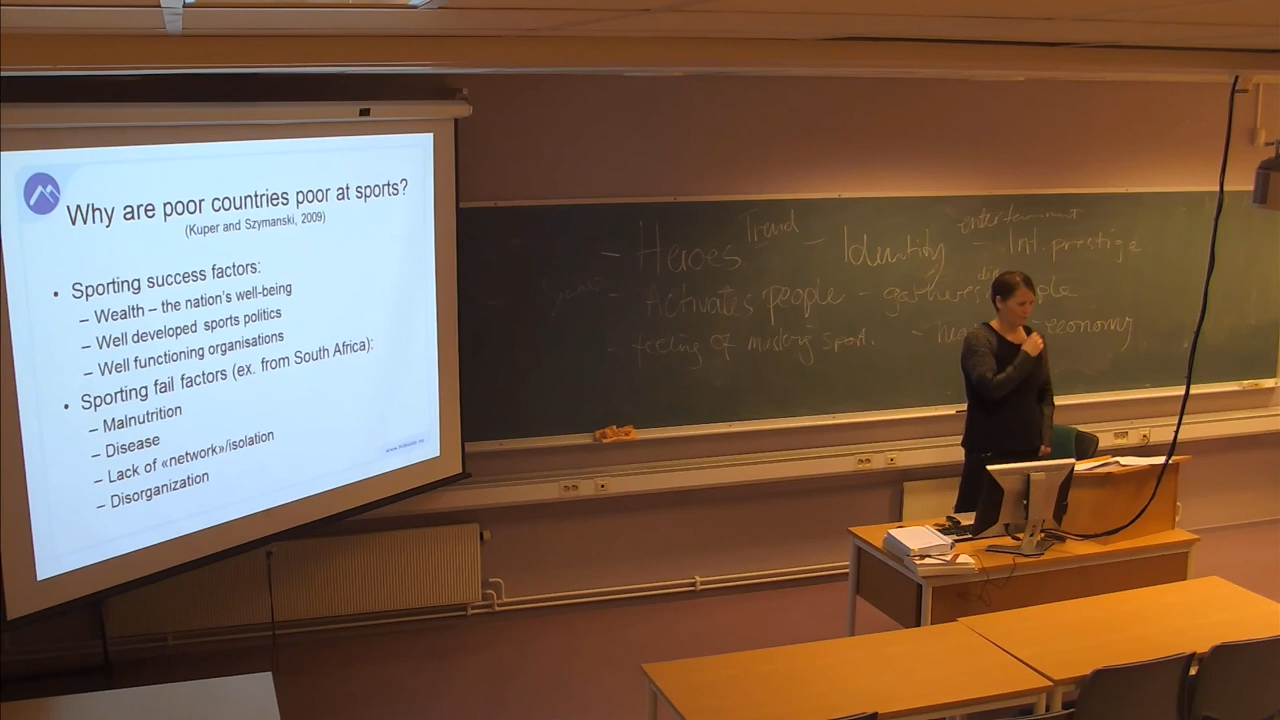 Why are poor countries poor at sports?
(Kuper and Szymanski, 2009)
• Sporting success factors:
– Wealth – the nation's well-being
– Well developed sports politics
– Well functioning organisations
• Sporting fail factors (ex. from South Africa):
– Malnutrition
– Disease
– Lack of «network»/isolation
– Disorganization
– Heroes Trend – Identity entertainment – Int. prestige
– Activates people – gathers
– feeling of sport. – economy